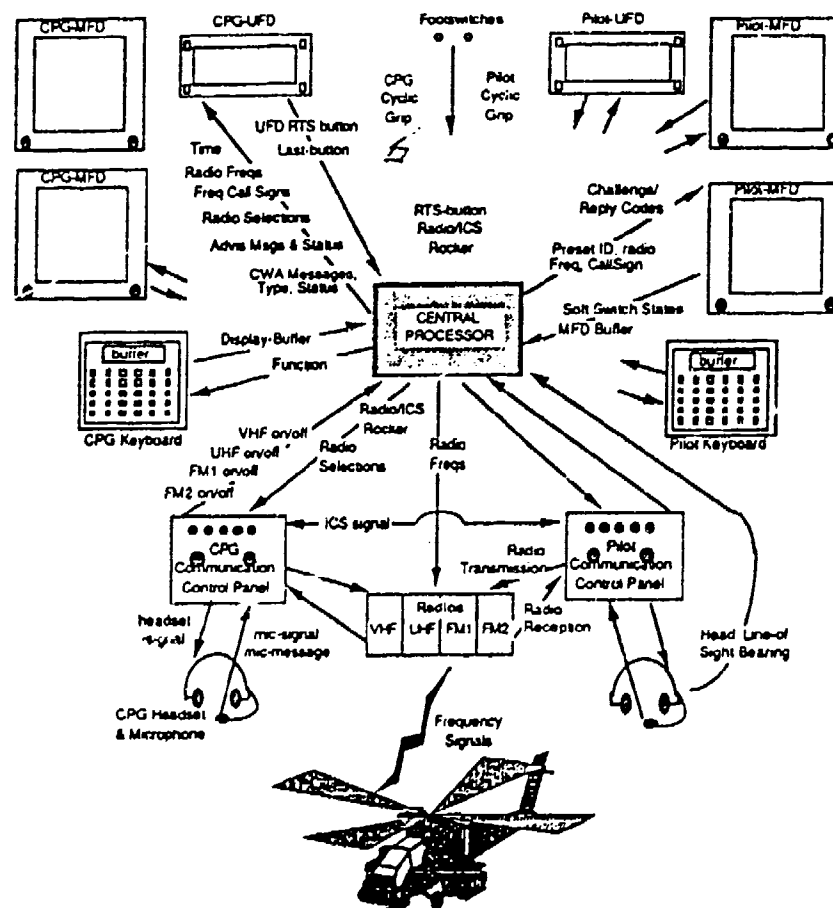 CPG-MFD
CPG-UFD
Footswitches
Pilot-UFD
Pilot-MFD
CPG
Cyclic
Grip
Pilot
Cyclic
Grip
UFD RTS button
Last-button
Time
Radio Freqs
Freq Call Signs
Radio Selections
Advis Msgs & Status
CWA Messages,
Type, Status
CPG-MFD
RTS-button
Radio/ICS
Rocker
Challenge/
Reply Codes
Pilot-MFD
Preset ID, radio
Freq, CallSign
CENTRAL
PROCESSOR
Soft Switch States
MFD Buffer
Display-Buffer
Function
buffer
CPG Keyboard
buffer
Pilot Keyboard
VHF on/off
UHF on/off
FM1 on/off
FM2 on/off
Radio/ICS
Rocker
Radio
Selections
Radio
Freqs
ICS signal
CPG
Communication
Control Panel
Radio
Transmission
Pilot
Communication
Control Panel
headset
mic-signal
mic-message
Radios
VHF
UHF
FM1
FM2
Radio
Reception
Head Line-of
Sight Bearing
CPG Headset
& Microphone
Frequency
Signals